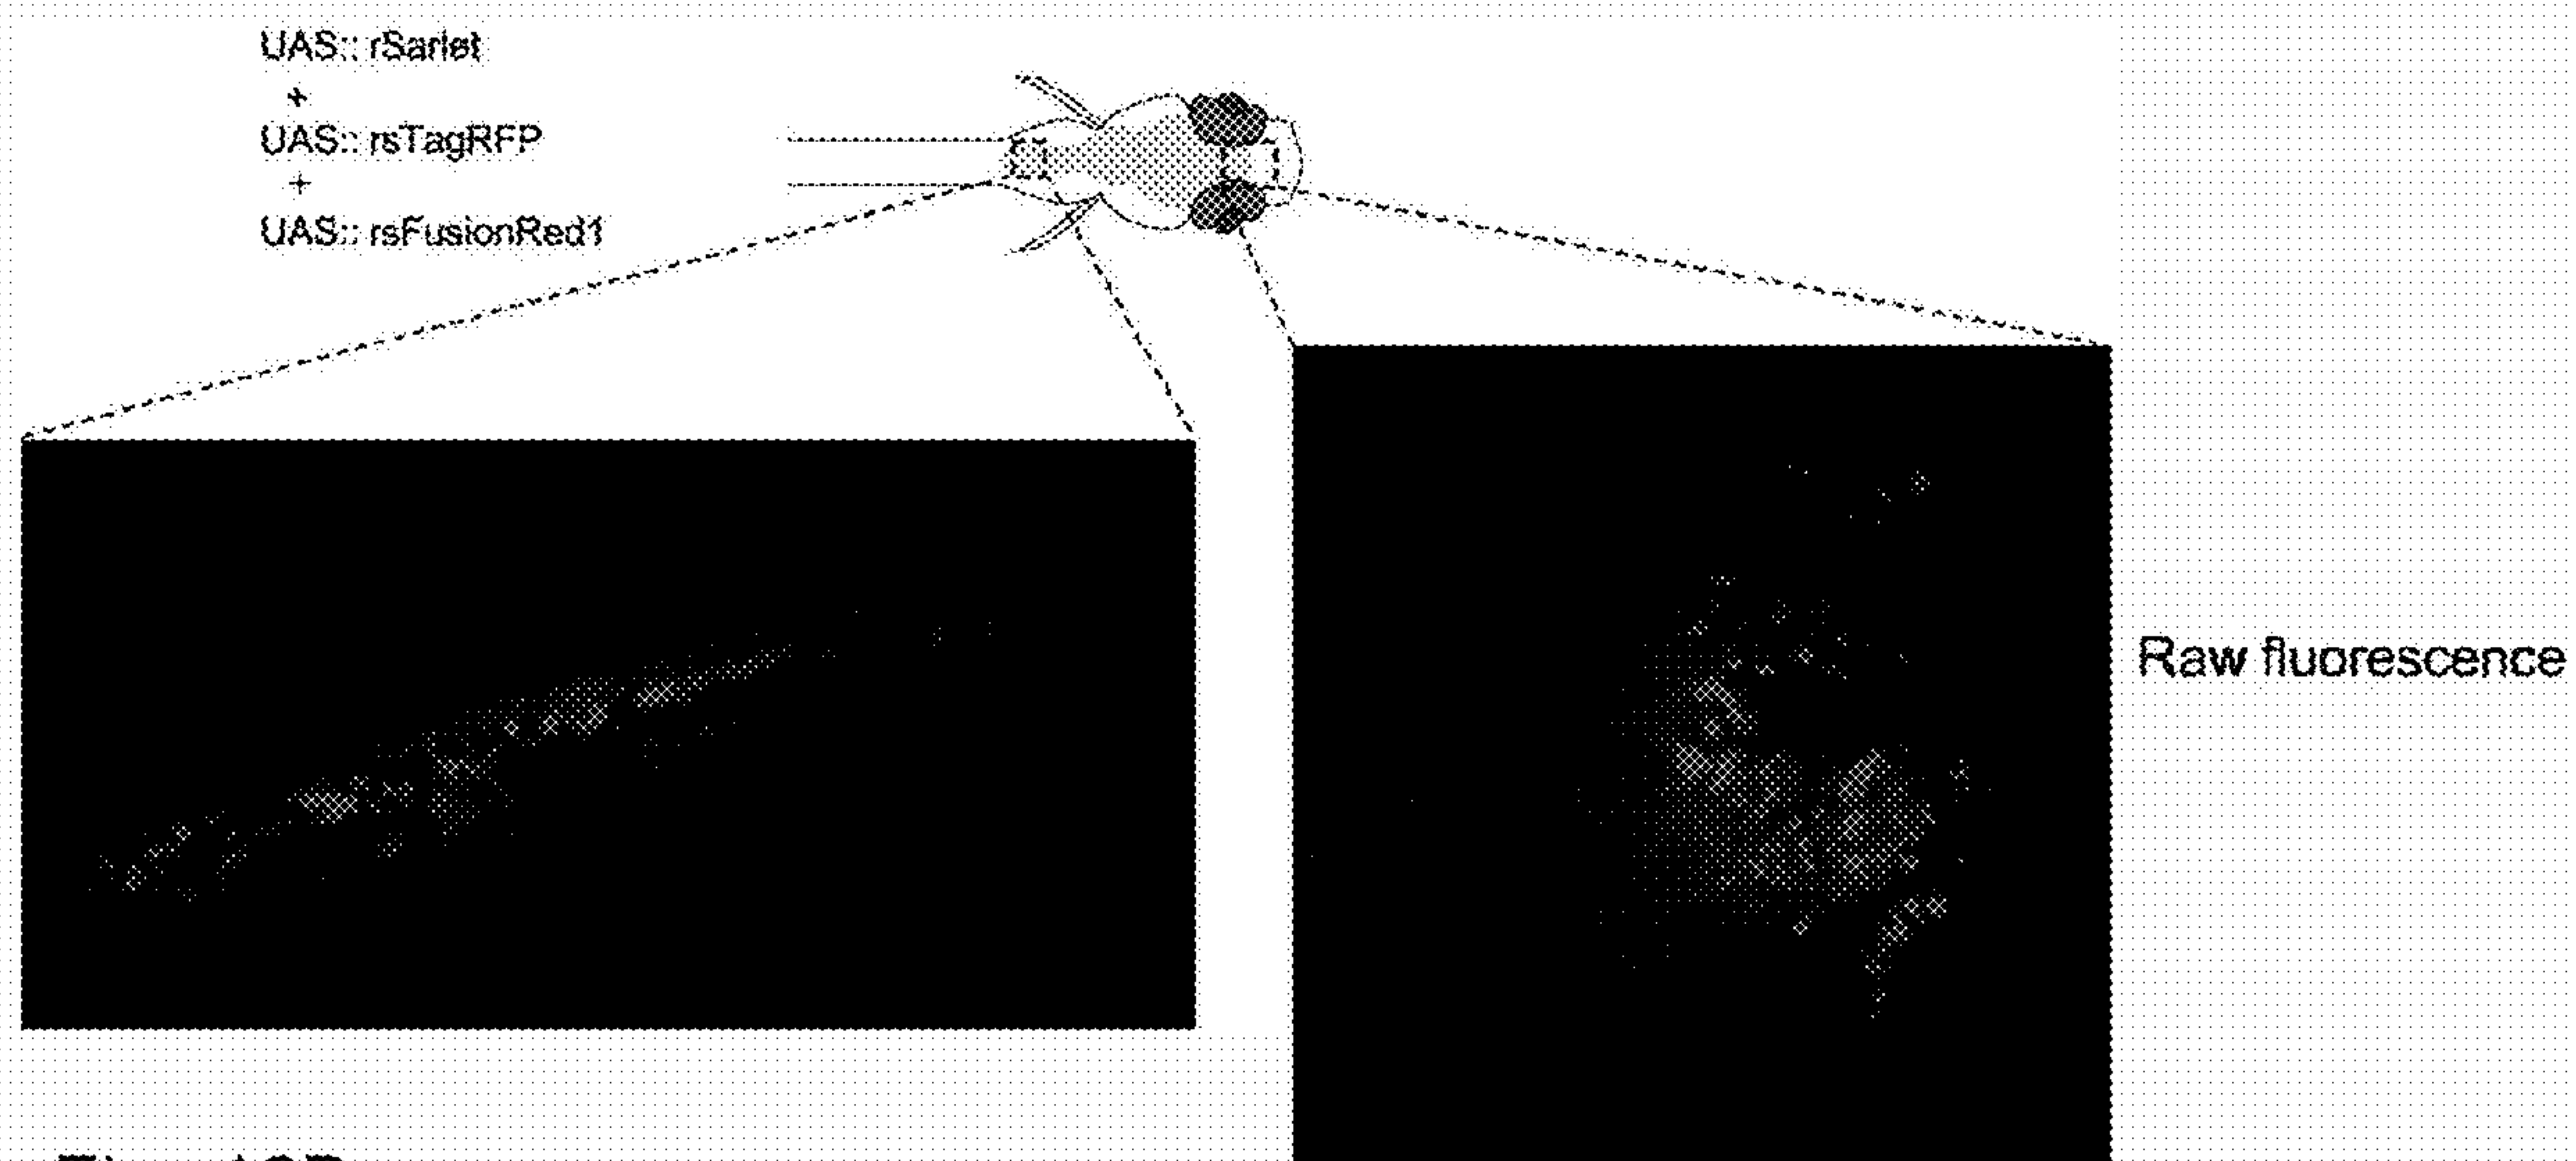 UAS:: rSarlet
+
UAS:: rsTagRFP
+
UAS:: rsFusionRed1
Raw fluorescence